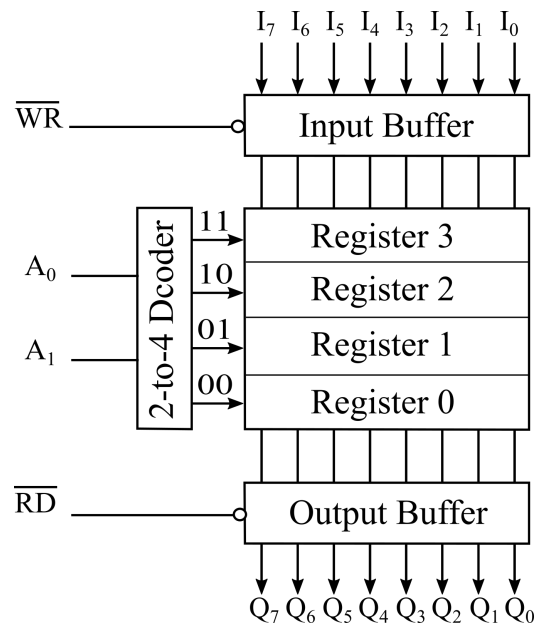 I₇ I₆ I₅ I₄ I₃ I₂ I₁ I₀
W̅R̅
Input Buffer
2-to-4 Dcoder
11
Register 3
A₀
10
Register 2
01
Register 1
A₁
00
Register 0
R̅D̅
Output Buffer
Q₇ Q₆ Q₅ Q₄ Q₃ Q₂ Q₁ Q₀